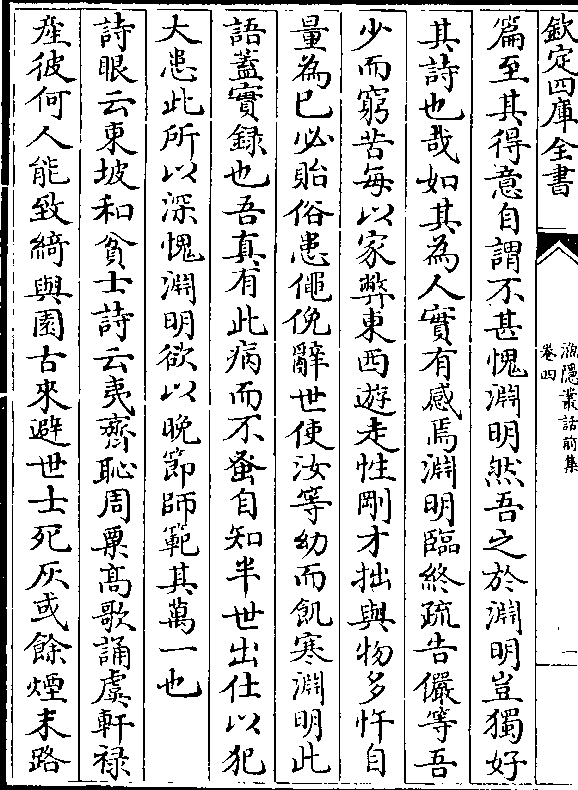 欽定四庫全書
漁隱叢話前集
卷四
一
篇至其得意自謂不甚愧淵明然吾之於淵明豈獨好
其詩也哉如其為人實有感焉淵明臨終疏告儼等吾
少而窮苦每以家弊東西遊走性剛才拙與物多忤自
量為已必貽俗患僶俛辭世使汝等幼而飢寒淵明此
語蓋實録也吾真有此病而不蚤自知半世出仕以犯
大患此所以深愧淵明欲以晚節師範其萬一也
詩眼云東坡和貧士詩云夷齊恥周粟髙歌誦虞軒禄
産彼何人能致綺與園古來避世士死灰或餘煙末路